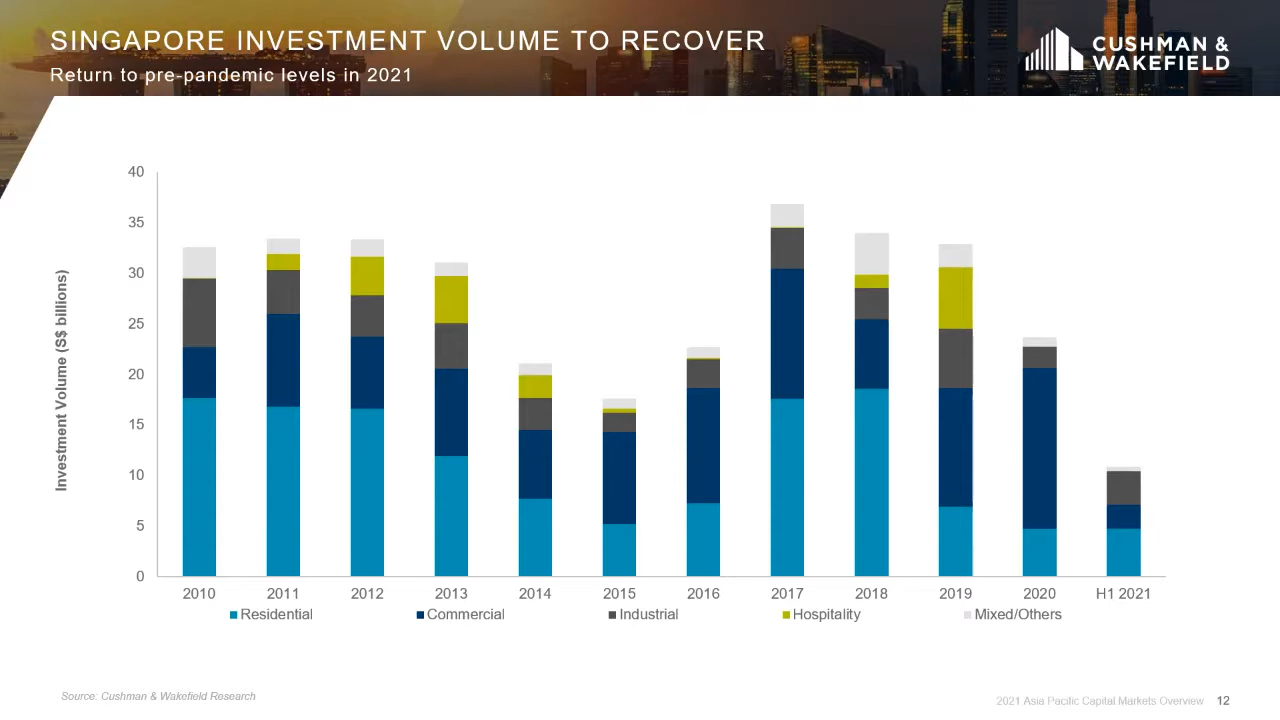 SINGAPORE INVESTMENT VOLUME TO RECOVER
Return to pre-pandemic levels in 2021
CUSHMAN &
WAKEFIELD
40
35
30
25
20
15
10
5
0
Investment Volume (S$ billions)
2010 2011 2012 2013 2014 2015 2016 2017 2018 2019 2020 H1 2021
Residential Commercial Industrial Hospitality Mixed/Others
Source: Cushman & Wakefield Research
2021 Asia Pacific Capital Markets Overview 12